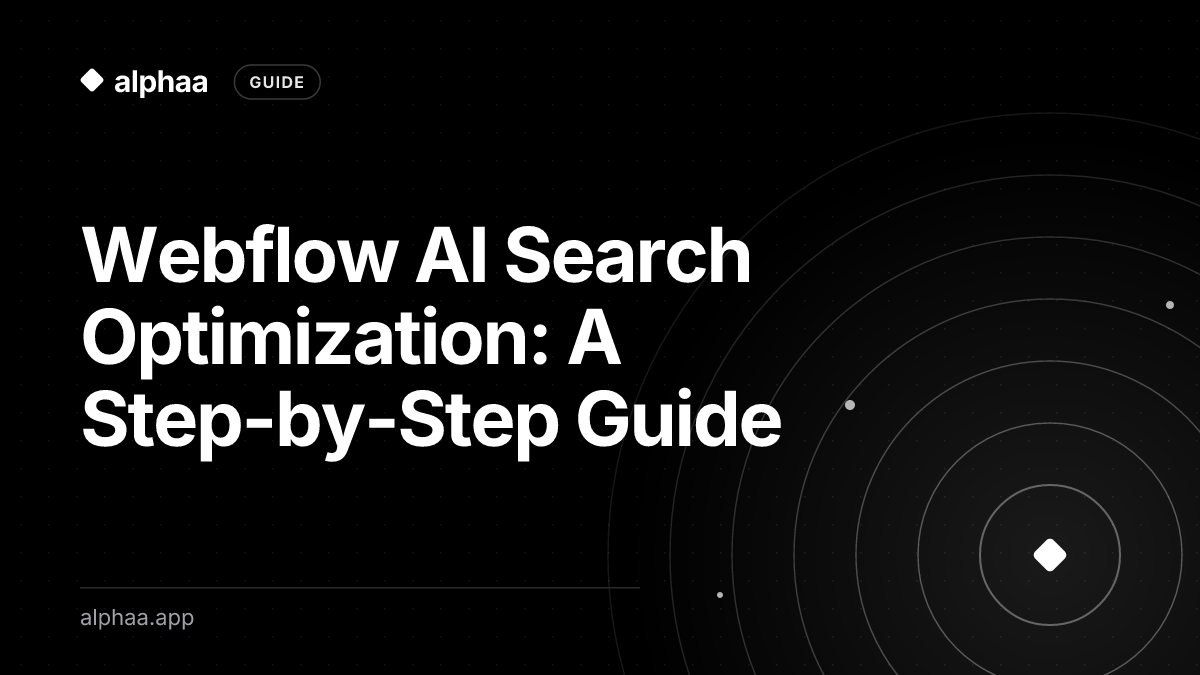 alphaa
GUIDE
Webflow AI Search
Optimization: A
Step-by-Step Guide
alphaa.app